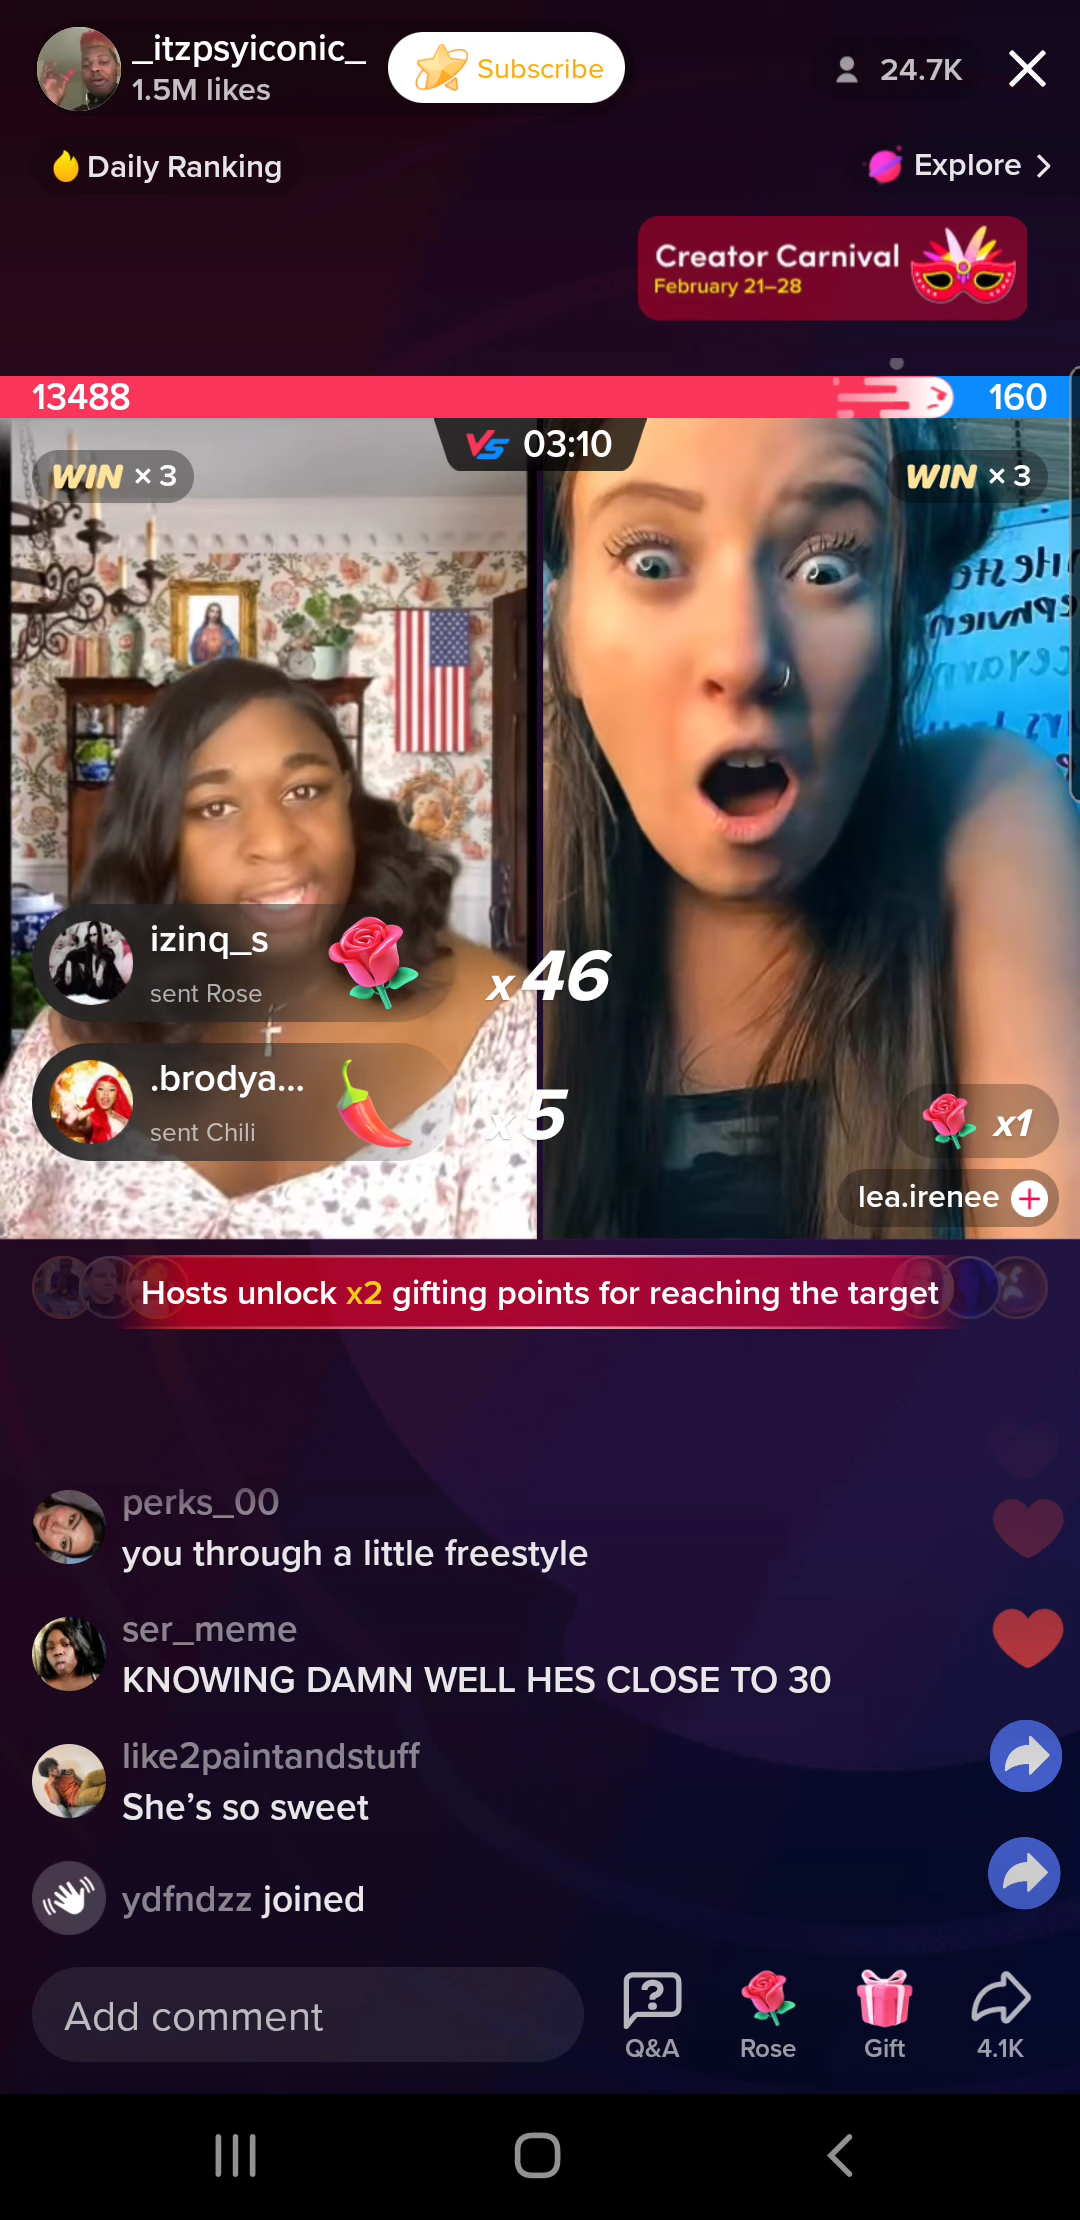 _itzpsyiconic_
1.5M likes
Subscribe
24.7K
Daily Ranking
Explore
Creator Carnival
February 21–28
13488
160
VS 03:10
WIN × 3
WIN × 3
izinq_s
sent Rose
x46
.brodya...
sent Chili
x5
x1
lea.irenee
Hosts unlock x2 gifting points for reaching the target
perks_00
you through a little freestyle
ser_meme
KNOWING DAMN WELL HES CLOSE TO 30
like2paintandstuff
She's so sweet
ydfndzz joined
Add comment
Q&A
Rose
Gift
4.1K